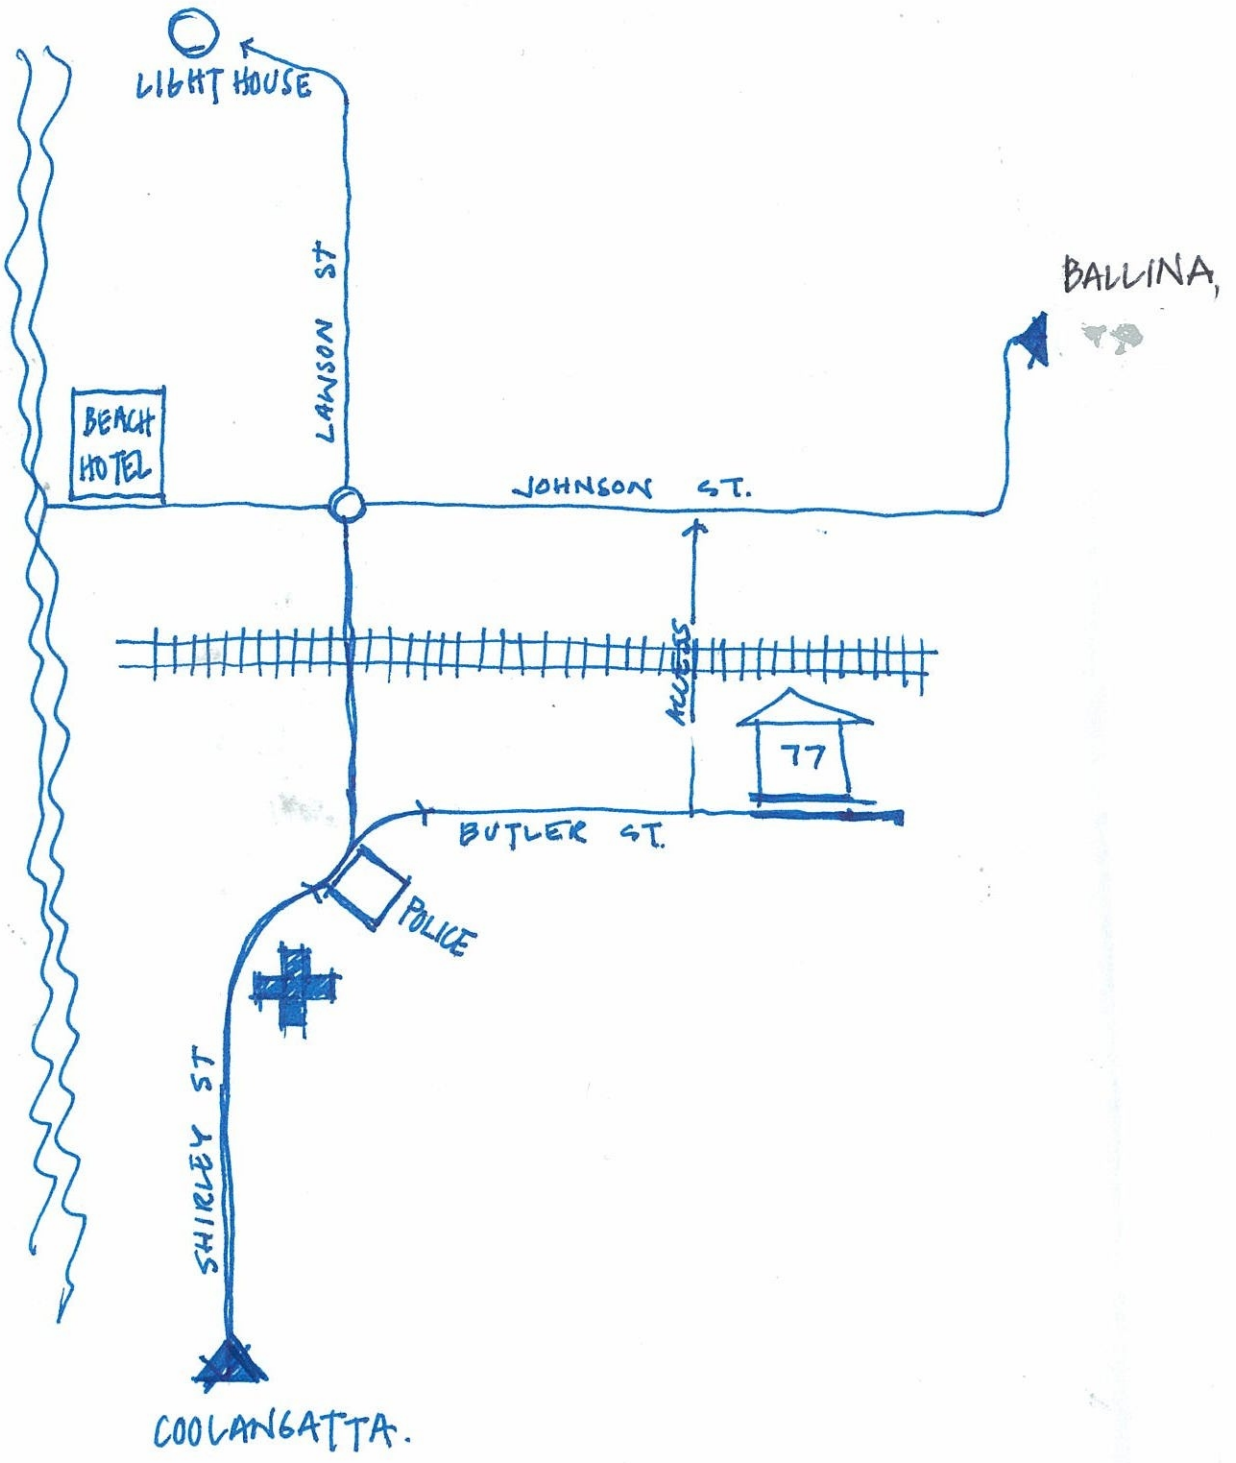 LIGHT HOUSE
LAWSON ST
BALLINA,
BEACH
HOTEL
JOHNSON ST.
ACCESS
77
BUTLER ST.
POLICE
SHIRLEY ST
COOLANGATTA.